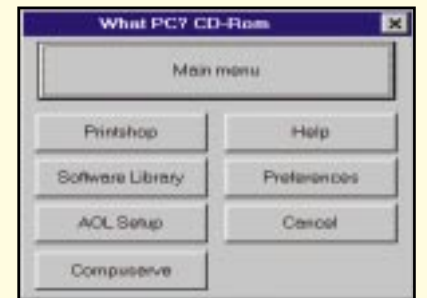 What PC? CD-Rom
Main menu
Printshop Help
Software Library Preferences
AOL Setup Cancel
Compuserve